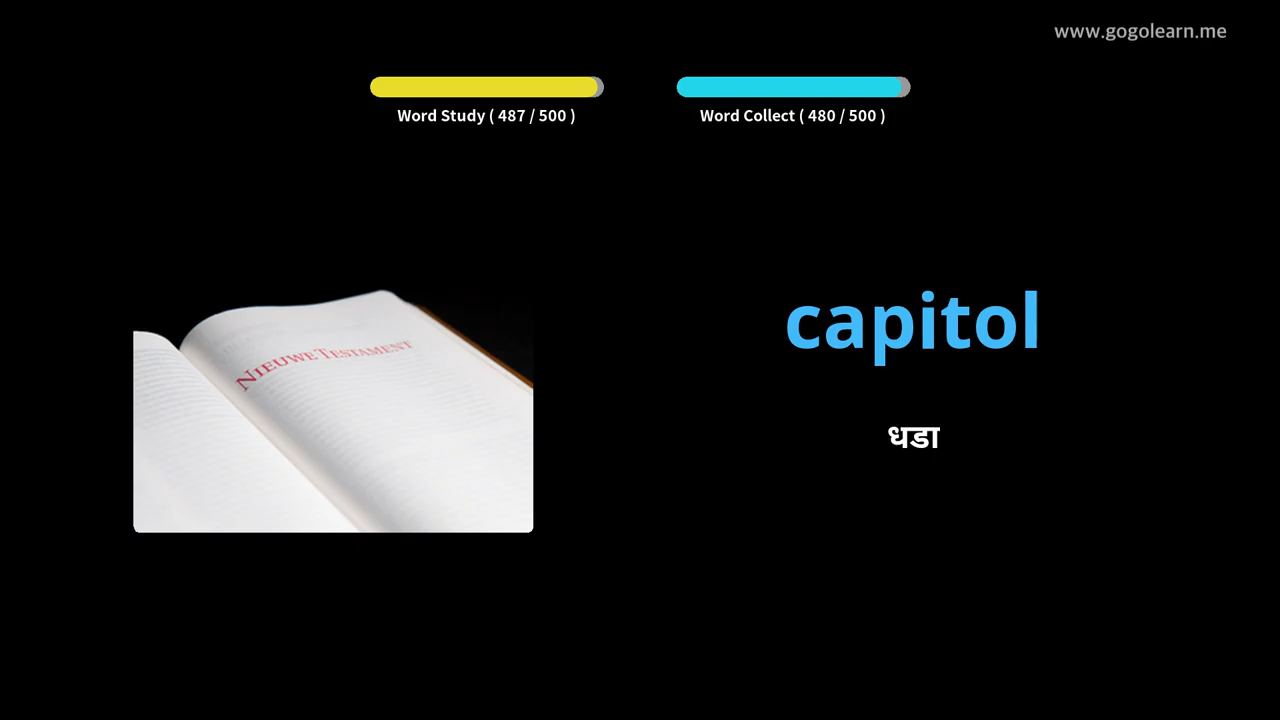 www.gogolearn.me
Word Study ( 487 / 500 )
Word Collect ( 480 / 500 )
capitol
NIEUWE TESTAMENT
धडा